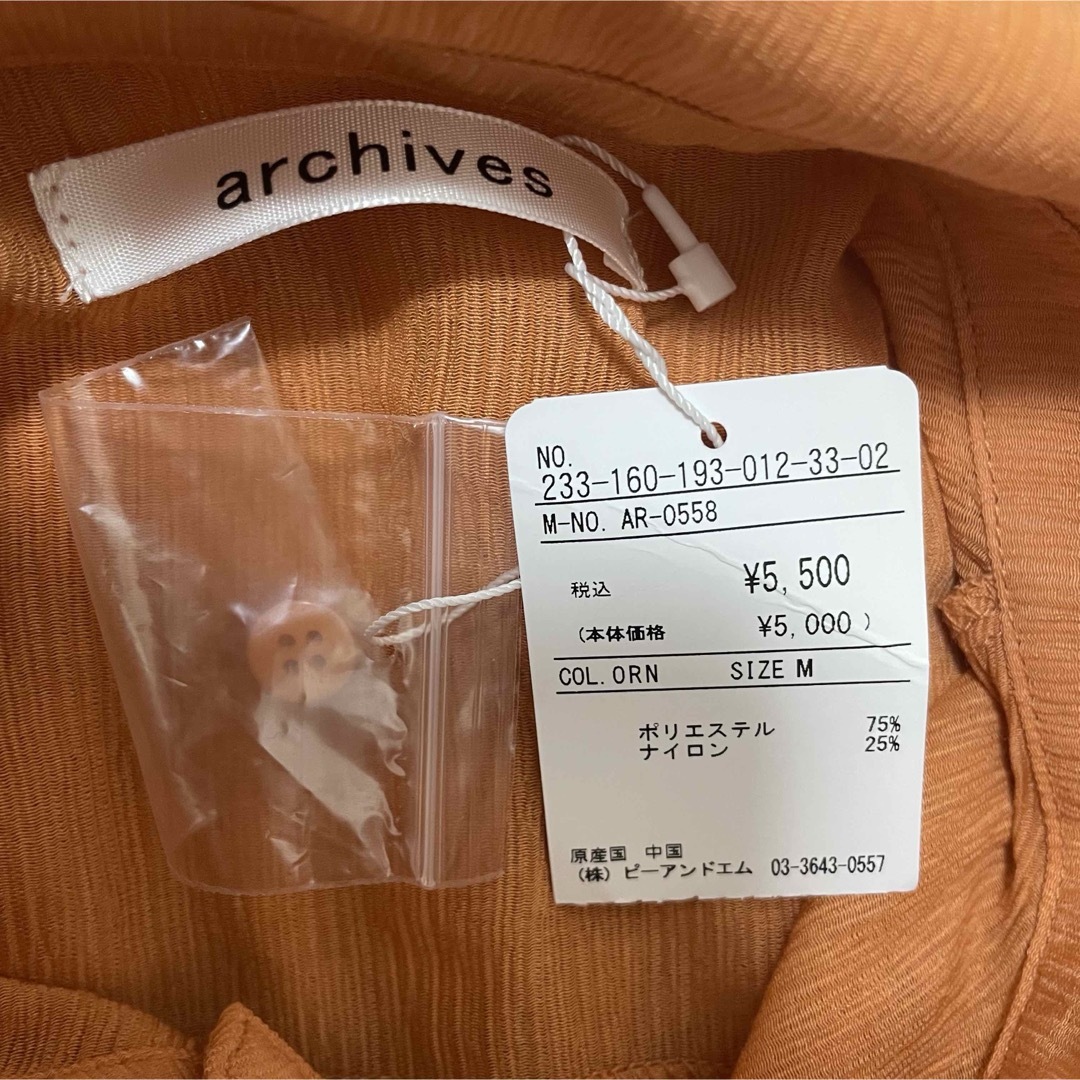 archives
NO.
233-160-193-012-33-02
M-NO. AR-0558
税込 ¥5,500
(本体価格 ¥5,000 )
COL. ORN SIZE M
ポリエステル 75%
ナイロン 25%
原産国 中国
(株) ピーアンドエム 03-3643-0557